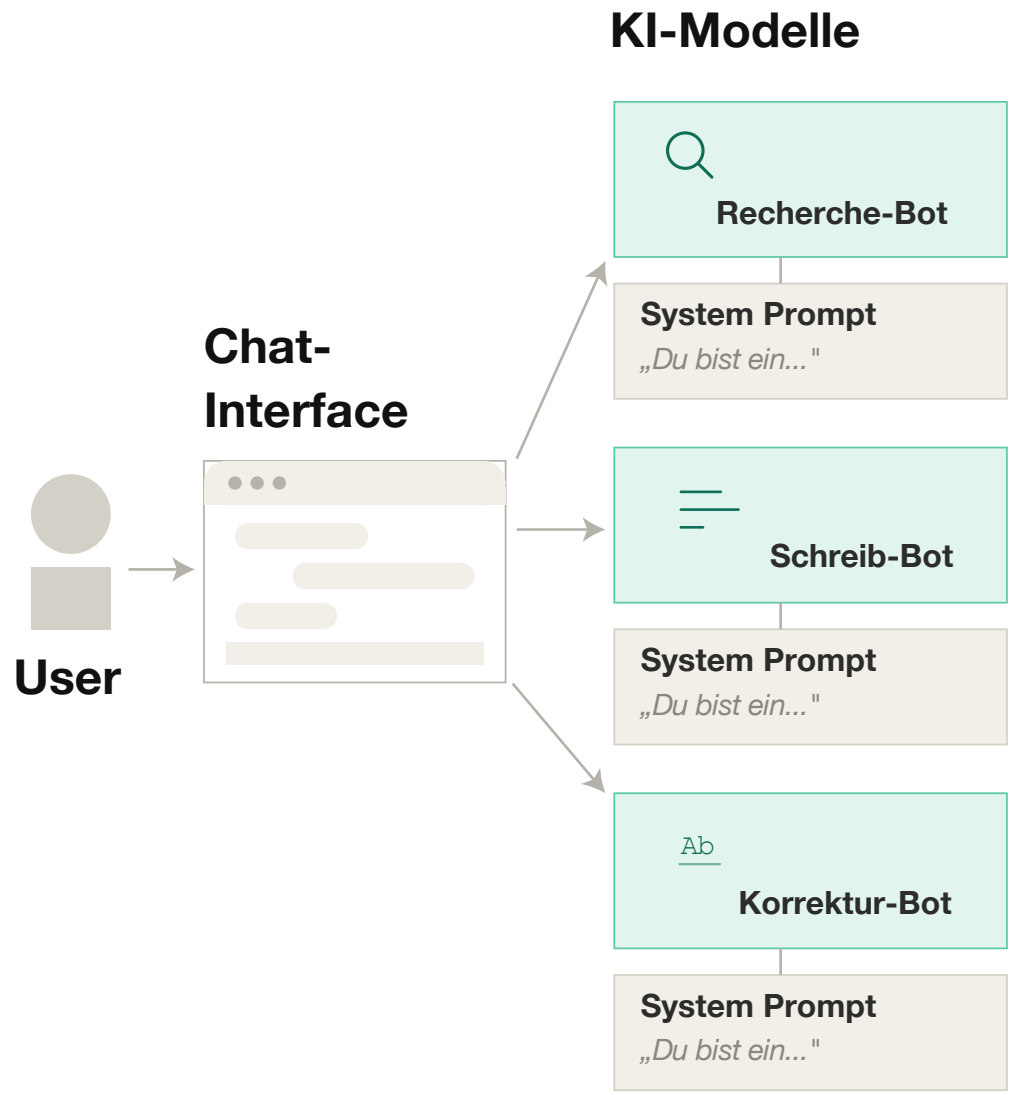 KI-Modelle
Recherche-Bot
System Prompt
„Du bist ein..."
Chat-
Interface
User
Schreib-Bot
System Prompt
„Du bist ein..."
Ab
Korrektur-Bot
System Prompt
„Du bist ein..."